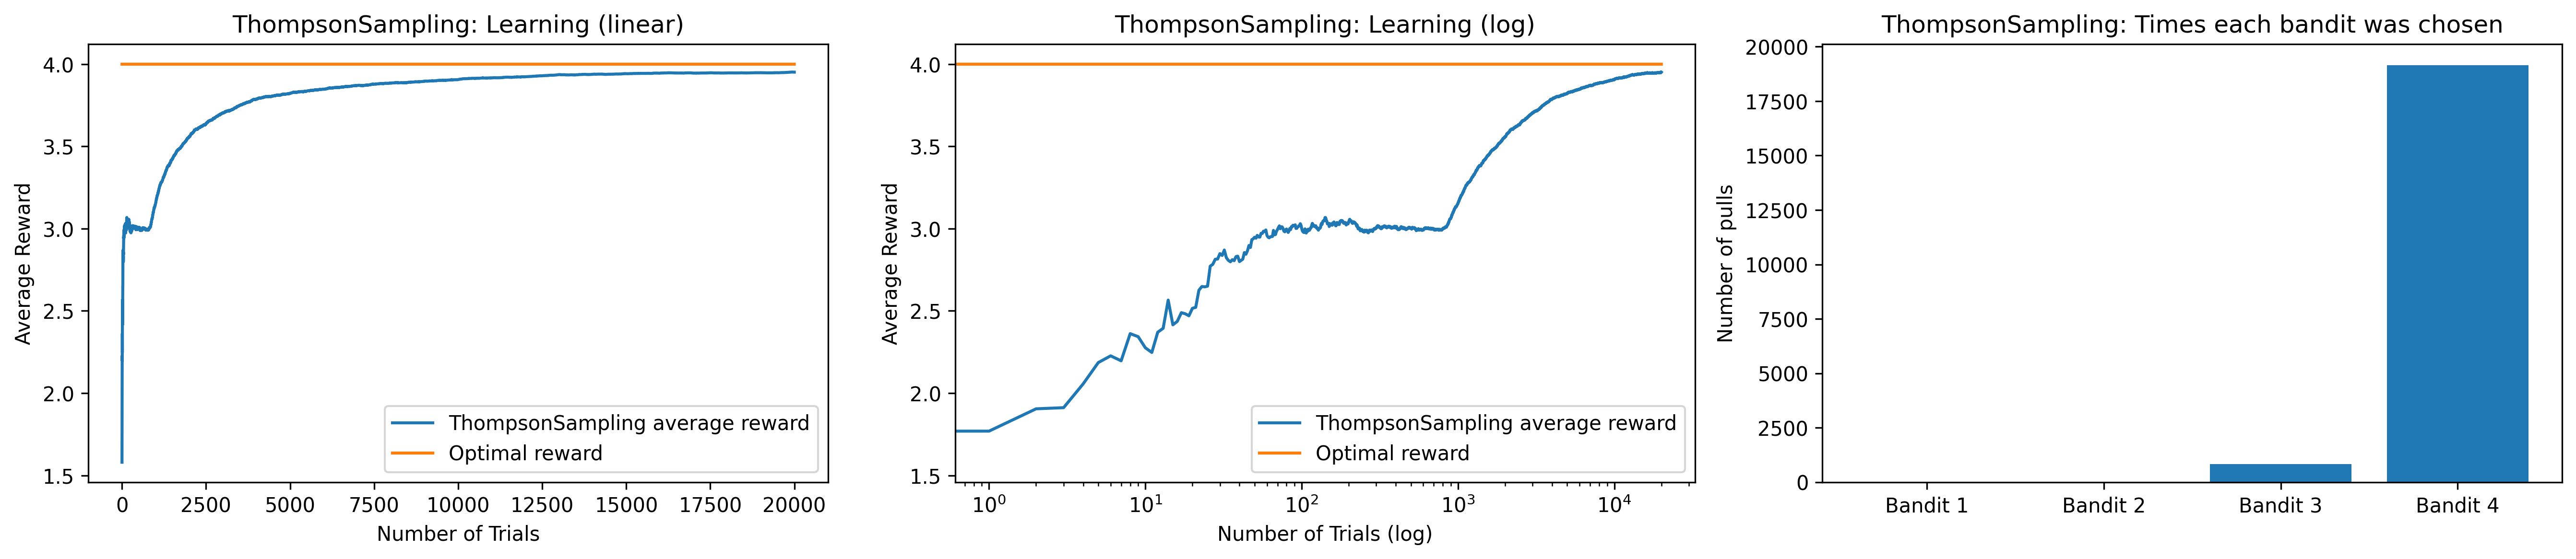 ThompsonSampling: Learning (linear)
Average Reward
4.0
3.5
3.0
2.5
2.0
1.5
ThompsonSampling average reward
Optimal reward
0 2500 5000 7500 10000 12500 15000 17500 20000
Number of Trials
ThompsonSampling: Learning (log)
Average Reward
4.0
3.5
3.0
2.5
2.0
1.5
ThompsonSampling average reward
Optimal reward
10⁰ 10¹ 10² 10³ 10⁴
Number of Trials (log)
ThompsonSampling: Times each bandit was chosen
Number of pulls
20000
17500
15000
12500
10000
7500
5000
2500
0
Bandit 1 Bandit 2 Bandit 3 Bandit 4